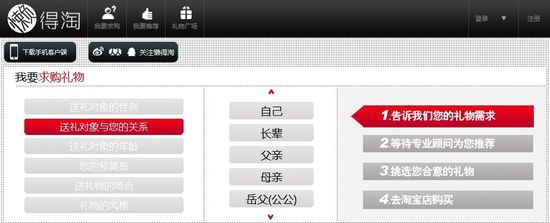 懒 得淘
我要求购
我要推荐
礼物广场
登录
注册
下载手机客户端
关注懒得淘
我要求购礼物
送礼对象的性别
送礼对象与您的关系
送礼对象的年龄
您的预算是
送礼物的场合
礼物的风格
自己
长辈
父亲
母亲
岳父(公公)
1.告诉我们您的礼物需求
2.等待专业顾问为您推荐
3.挑选您合意的礼物
4.去淘宝店购买